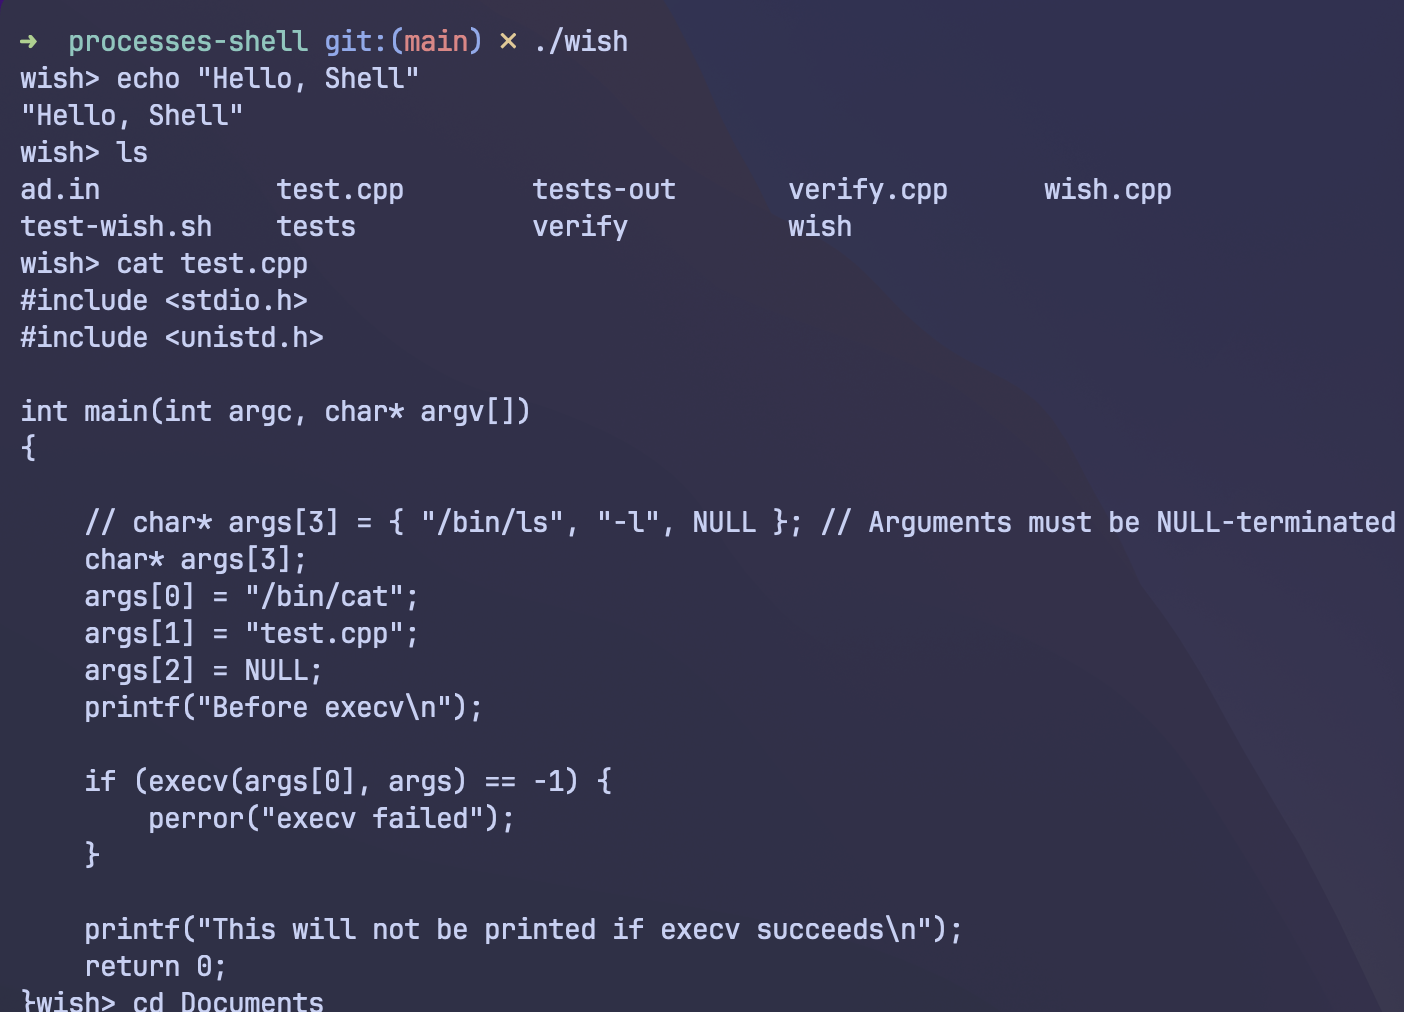 ➜  processes-shell git:(main) ✕ ./wish
wish> echo "Hello, Shell"
"Hello, Shell"
wish> ls
ad.in           test.cpp        tests-out       verify.cpp      wish.cpp
test-wish.sh    tests           verify          wish
wish> cat test.cpp
#include <stdio.h>
#include <unistd.h>

int main(int argc, char* argv[])
{

    // char* args[3] = { "/bin/ls", "-l", NULL }; // Arguments must be NULL-terminated
    char* args[3];
    args[0] = "/bin/cat";
    args[1] = "test.cpp";
    args[2] = NULL;
    printf("Before execv\n");

    if (execv(args[0], args) == -1) {
        perror("execv failed");
    }

    printf("This will not be printed if execv succeeds\n");
    return 0;
}wish> cd Documents